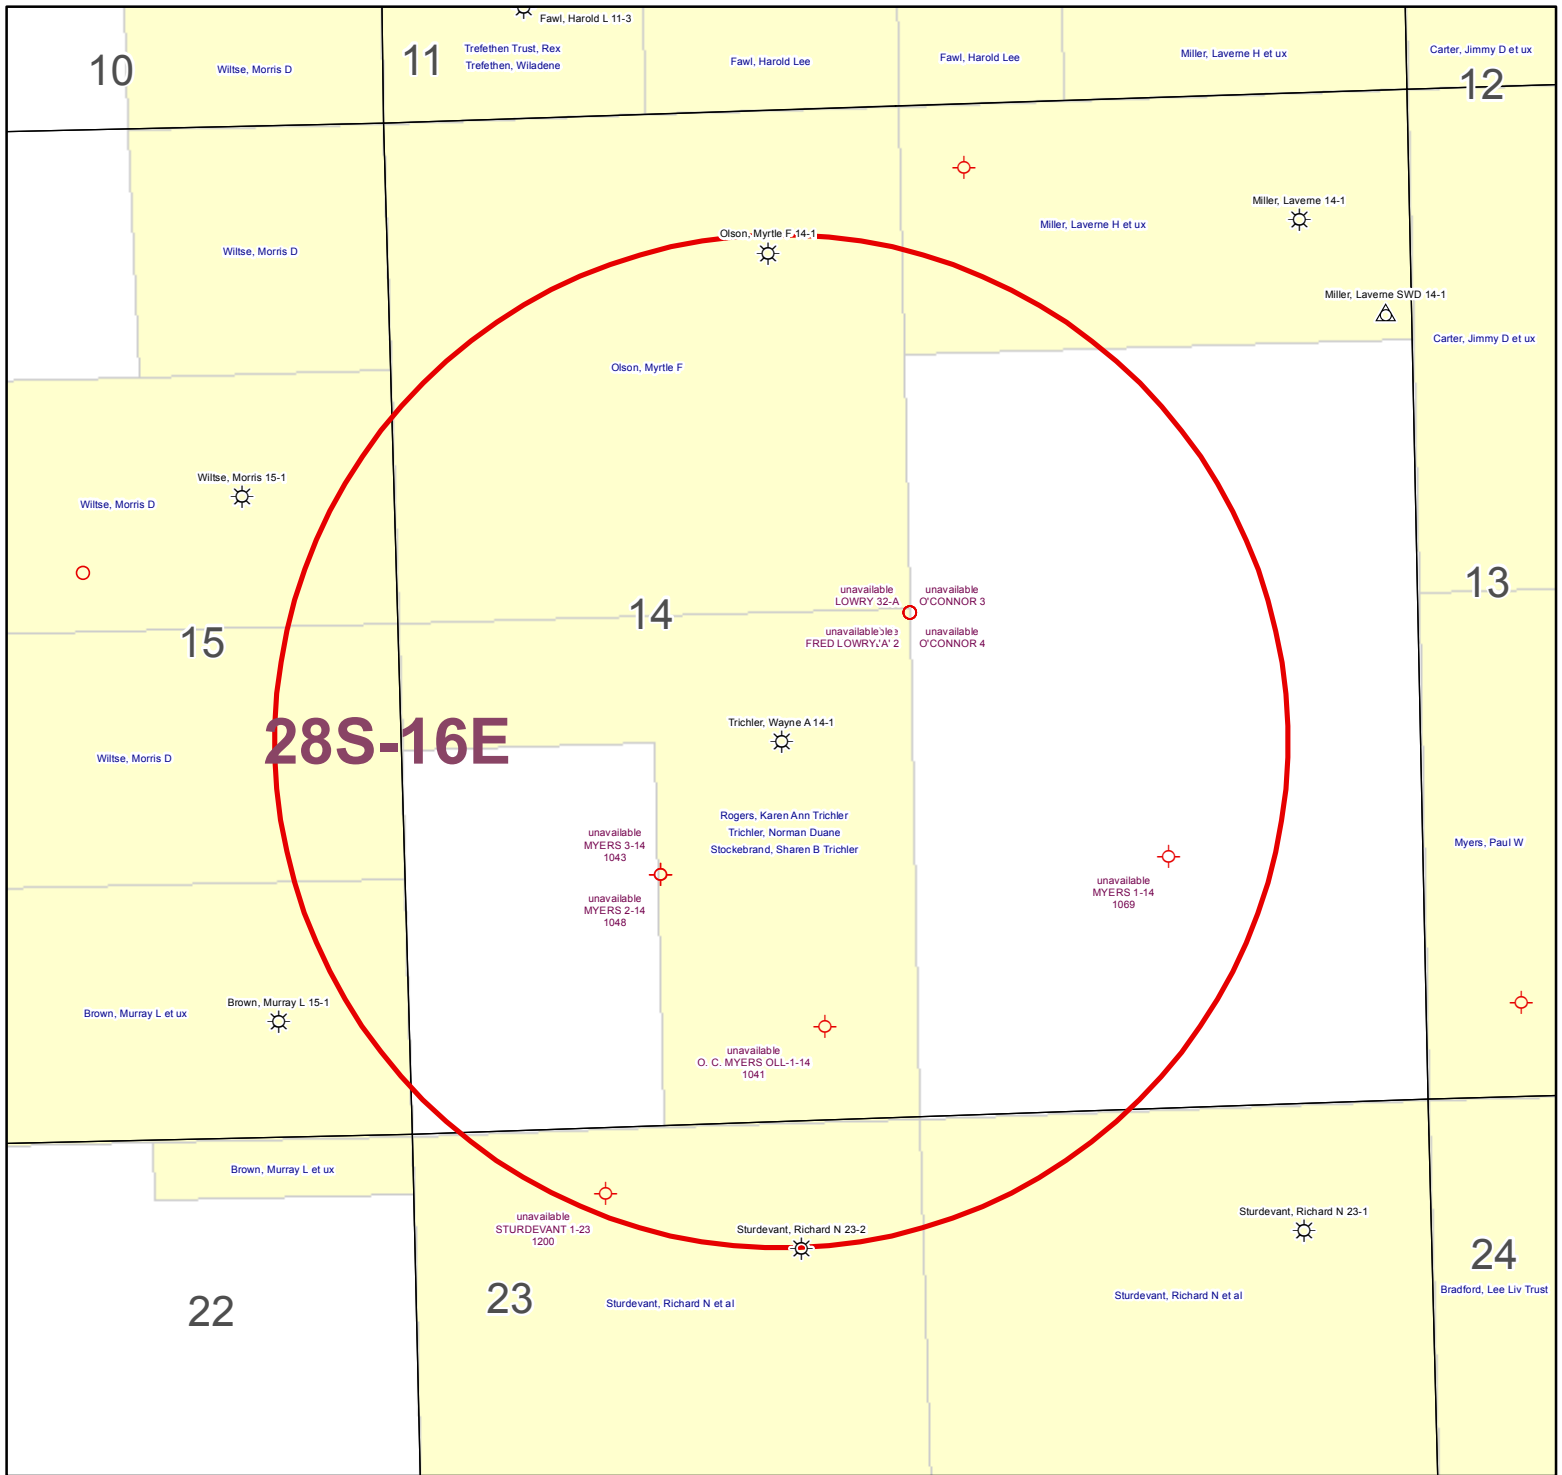 Fawl, Harold L 11-3
10
Wiltse, Morris D
11
Trefethen Trust, Rex
Trefethen, Wiladene
Fawl, Harold Lee
Fawl, Harold Lee
Miller, Laverne H et ux
Carter, Jimmy D et ux
12
Wiltse, Morris D
Olson, Myrtle F 14-1
Miller, Laverne H et ux
Miller, Laverne 14-1
Miller, Laverne SWD 14-1
Carter, Jimmy D et ux
Olson, Myrtle F
Wiltse, Morris 15-1
Wiltse, Morris D
unavailable
LOWRY 32-A
unavailable
O'CONNOR 3
13
14
15
unavailable
FRED LOWRY 'A' 2
unavailable
O'CONNOR 4
28S-16E
Trichler, Wayne A 14-1
Wiltse, Morris D
Rogers, Karen Ann Trichler
Trichler, Norman Duane
Stockebrand, Sharen B Trichler
unavailable
MYERS 3-14
1043
Myers, Paul W
unavailable
MYERS 1-14
1069
unavailable
MYERS 2-14
1048
Brown, Murray L 15-1
Brown, Murray L et ux
unavailable
O. C. MYERS OLL-1-14
1041
Brown, Murray L et ux
unavailable
STURDEVANT 1-23
1200
Sturdevant, Richard N 23-2
Sturdevant, Richard N 23-1
24
Bradford, Lee Liv Trust
22
23
Sturdevant, Richard N et al
Sturdevant, Richard N et al